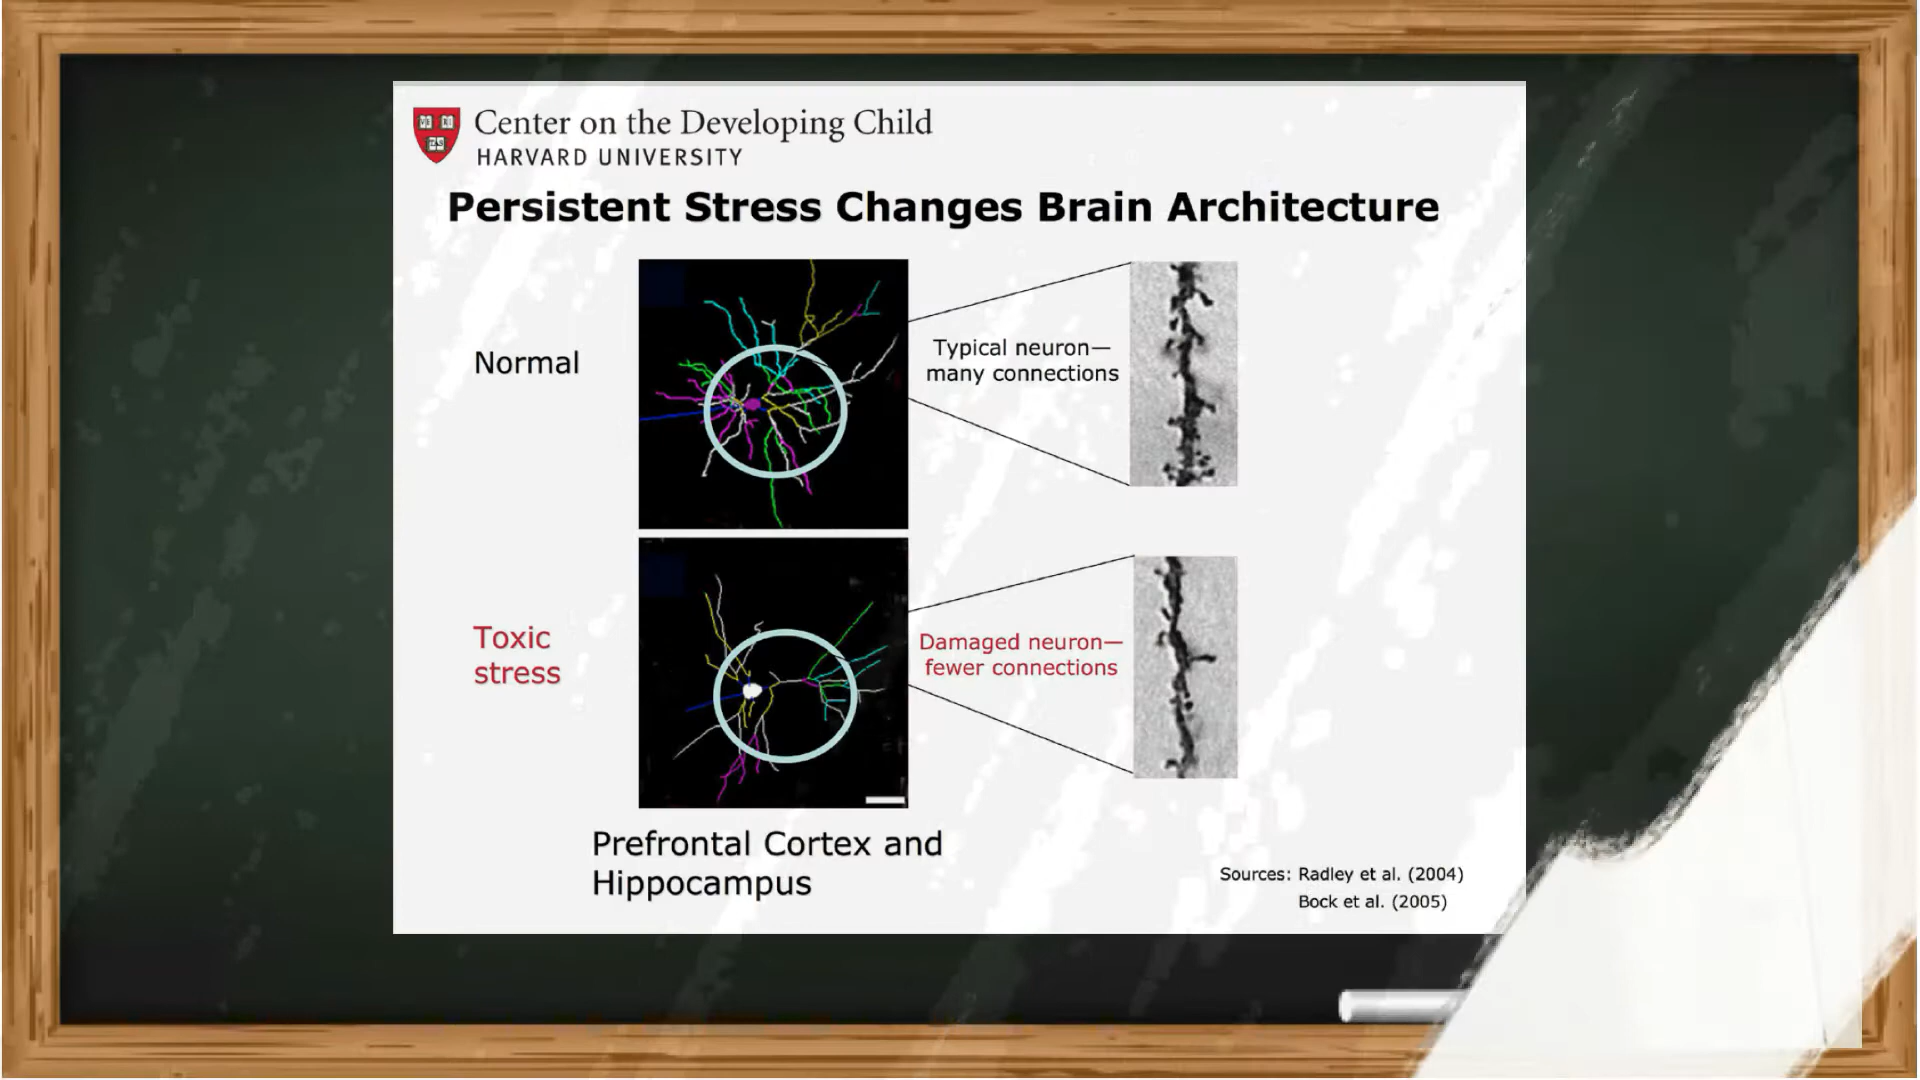 Center on the Developing Child
HARVARD UNIVERSITY
Persistent Stress Changes Brain Architecture
Normal
Typical neuron—
many connections
Toxic
stress
Damaged neuron—
fewer connections
Prefrontal Cortex and
Hippocampus
Sources: Radley et al. (2004)
Bock et al. (2005)